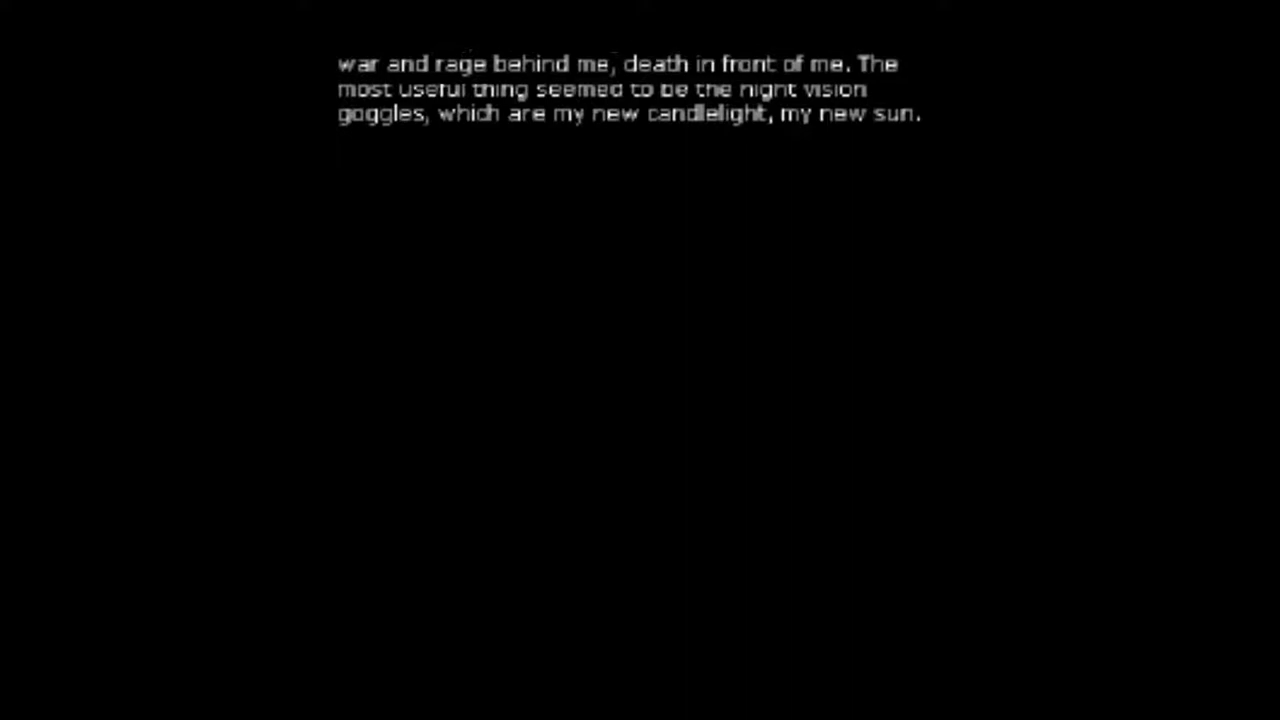 war and rage behind me, death in front of me. The
most useful thing seemed to be the night vision
goggles, which are my new candlelight, my new sun.